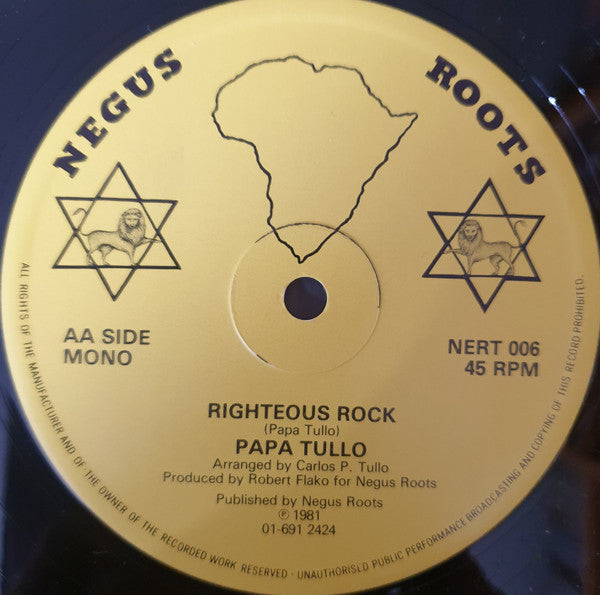 NEGUS ROOTS
AA SIDE
MONO
NERT 006
45 RPM
RIGHTEOUS ROCK
(Papa Tullo)
PAPA TULLO
Arranged by Carlos P. Tullo
Produced by Robert Flako for Negus Roots
Published by Negus Roots
℗ 1981
01-691 2424
ALL RIGHTS OF THE MANUFACTURER AND OF THE OWNER OF THE RECORDED WORK RESERVED · UNAUTHORISED PUBLIC PERFORMANCE BROADCASTING AND COPYING OF THIS RECORD PROHIBITED.